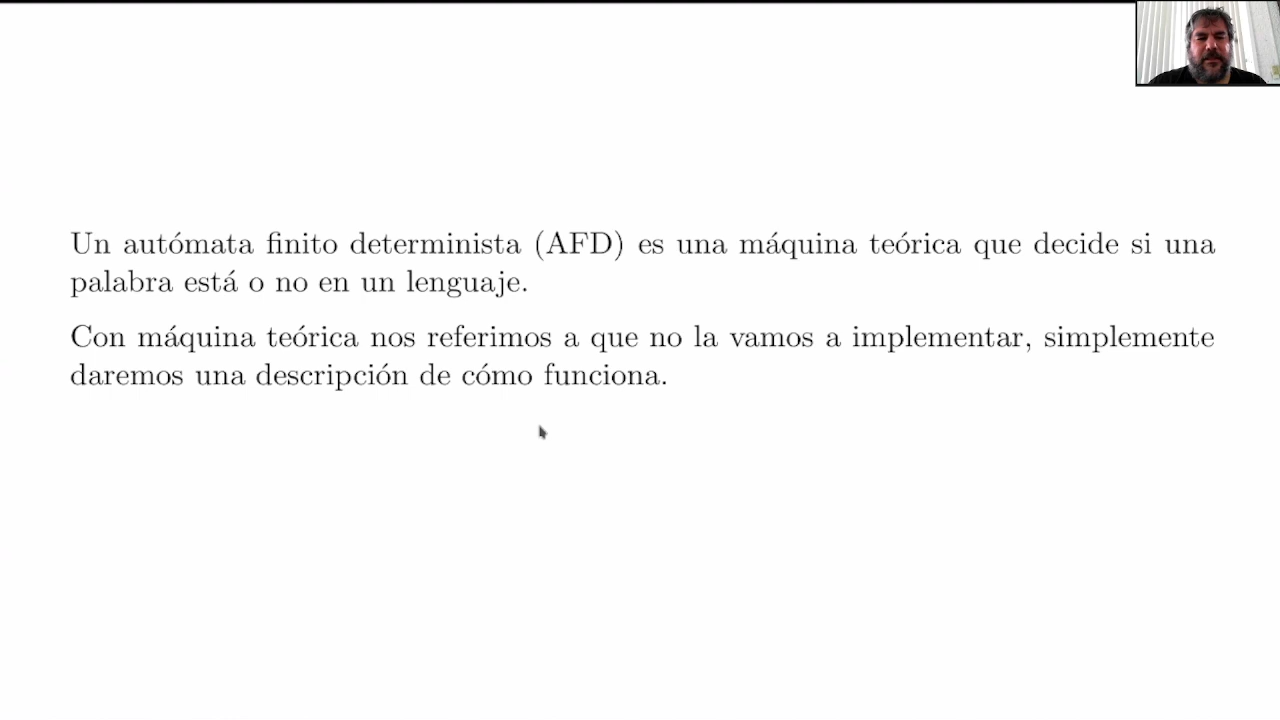 Un autómata finito determinista (AFD) es una máquina teórica que decide si una
palabra está o no en un lenguaje.
Con máquina teórica nos referimos a que no la vamos a implementar, simplemente
daremos una descripción de cómo funciona.